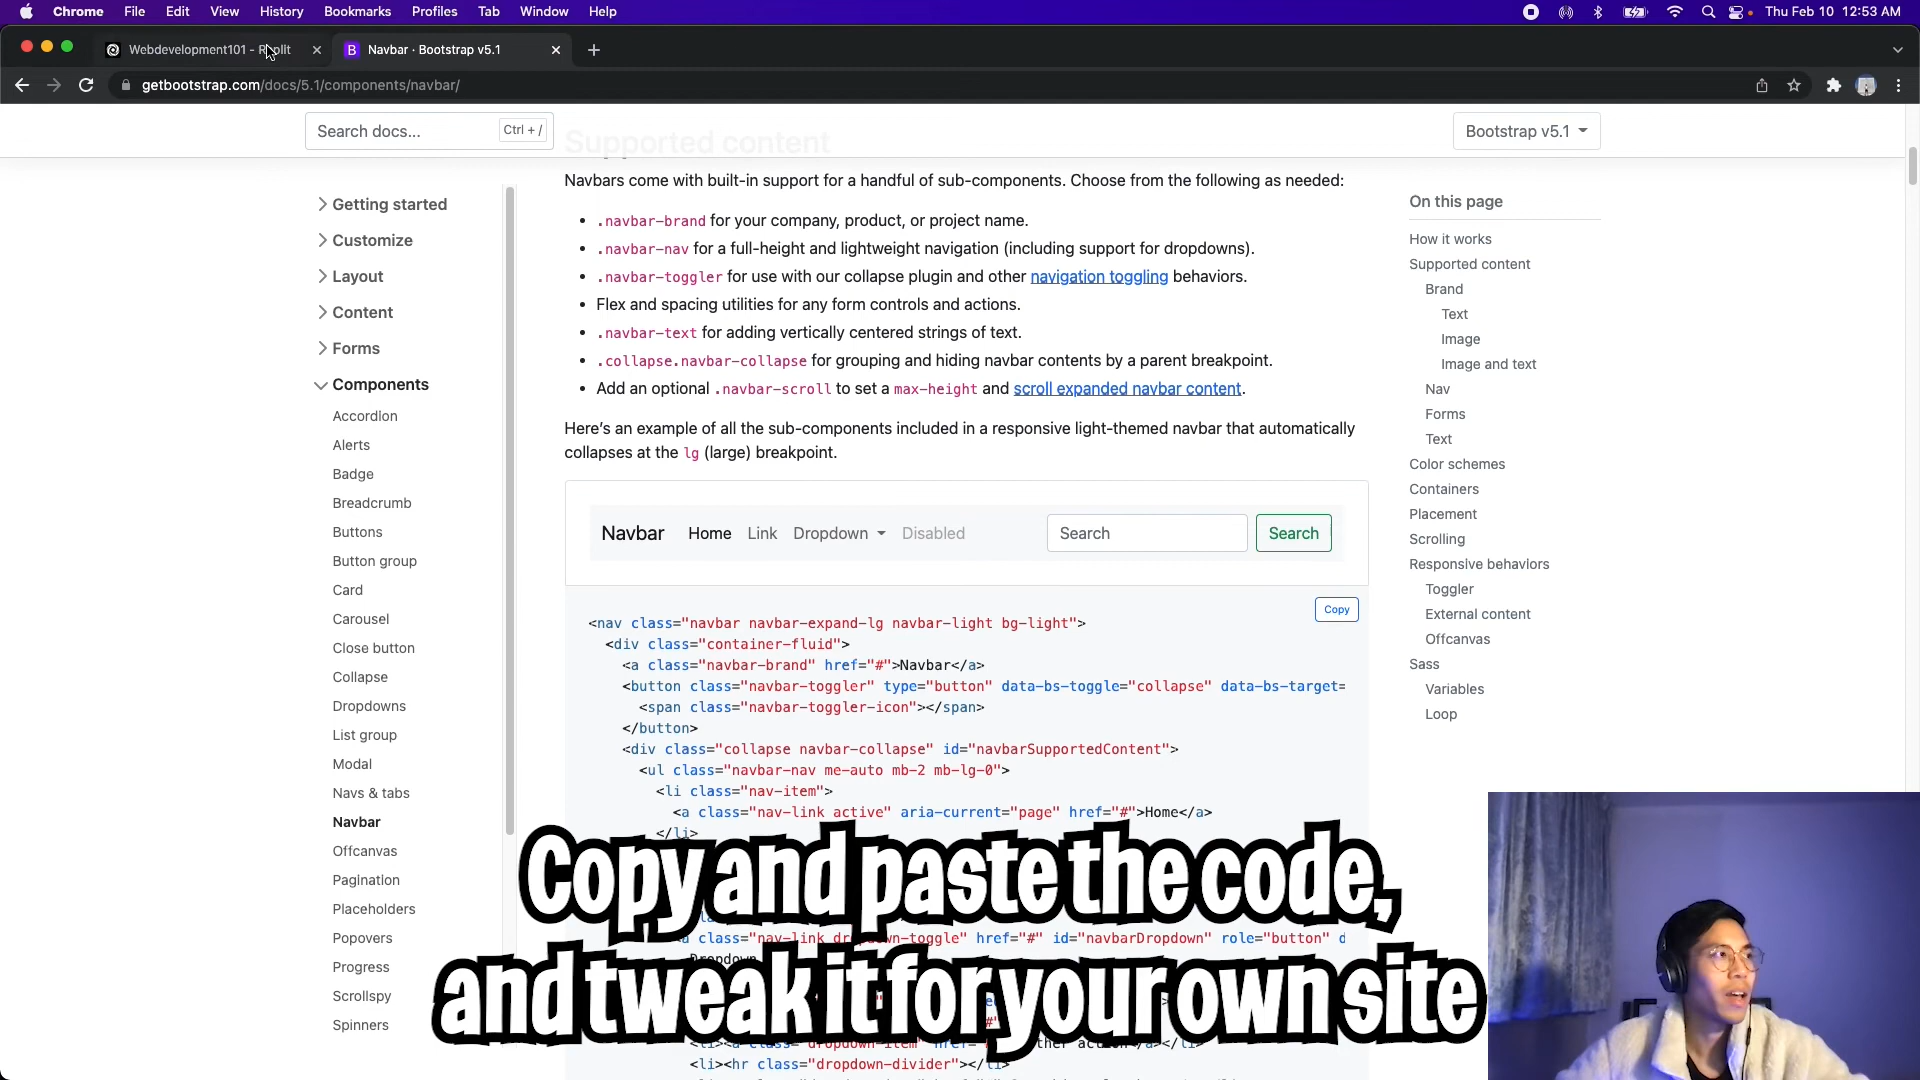 Chrome File Edit View History Bookmarks Profiles Tab Window Help Thu Feb 10 12:53 AM
Webdevelopment101 - Replit Navbar · Bootstrap v5.1
getbootstrap.com/docs/5.1/components/navbar/
Search docs... Ctrl + / Bootstrap v5.1
Supported content
Getting started
Customize
Layout
Content
Forms
Components
Accordion
Alerts
Badge
Breadcrumb
Buttons
Button group
Card
Carousel
Close button
Collapse
Dropdowns
List group
Modal
Navs & tabs
Navbar
Offcanvas
Pagination
Placeholders
Popovers
Progress
Scrollspy
Spinners
Navbars come with built-in support for a handful of sub-components. Choose from the following as needed:
• .navbar-brand for your company, product, or project name.
• .navbar-nav for a full-height and lightweight navigation (including support for dropdowns).
• .navbar-toggler for use with our collapse plugin and other navigation toggling behaviors.
• Flex and spacing utilities for any form controls and actions.
• .navbar-text for adding vertically centered strings of text.
• .collapse.navbar-collapse for grouping and hiding navbar contents by a parent breakpoint.
• Add an optional .navbar-scroll to set a max-height and scroll expanded navbar content.
Here's an example of all the sub-components included in a responsive light-themed navbar that automatically
collapses at the lg (large) breakpoint.
Navbar Home Link Dropdown Disabled Search Search
Copy
<nav class="navbar navbar-expand-lg navbar-light bg-light">
<div class="container-fluid">
<a class="navbar-brand" href="#">Navbar</a>
<button class="navbar-toggler" type="button" data-bs-toggle="collapse" data-bs-target=
<span class="navbar-toggler-icon"></span>
</button>
<div class="collapse navbar-collapse" id="navbarSupportedContent">
<ul class="navbar-nav me-auto mb-2 mb-lg-0">
<li class="nav-item">
<a class="nav-link active" aria-current="page" href="#">Home</a>
</li>
Copy and paste the code,
class="nav-link dropdown-toggle" href="#" id="navbarDropdown" role="button" d
Dropdown
and tweak it for your own site
<li><hr class="dropdown-divider"></li>
On this page
How it works
Supported content
Brand
Text
Image
Image and text
Nav
Forms
Text
Color schemes
Containers
Placement
Scrolling
Responsive behaviors
Toggler
External content
Offcanvas
Sass
Variables
Loop